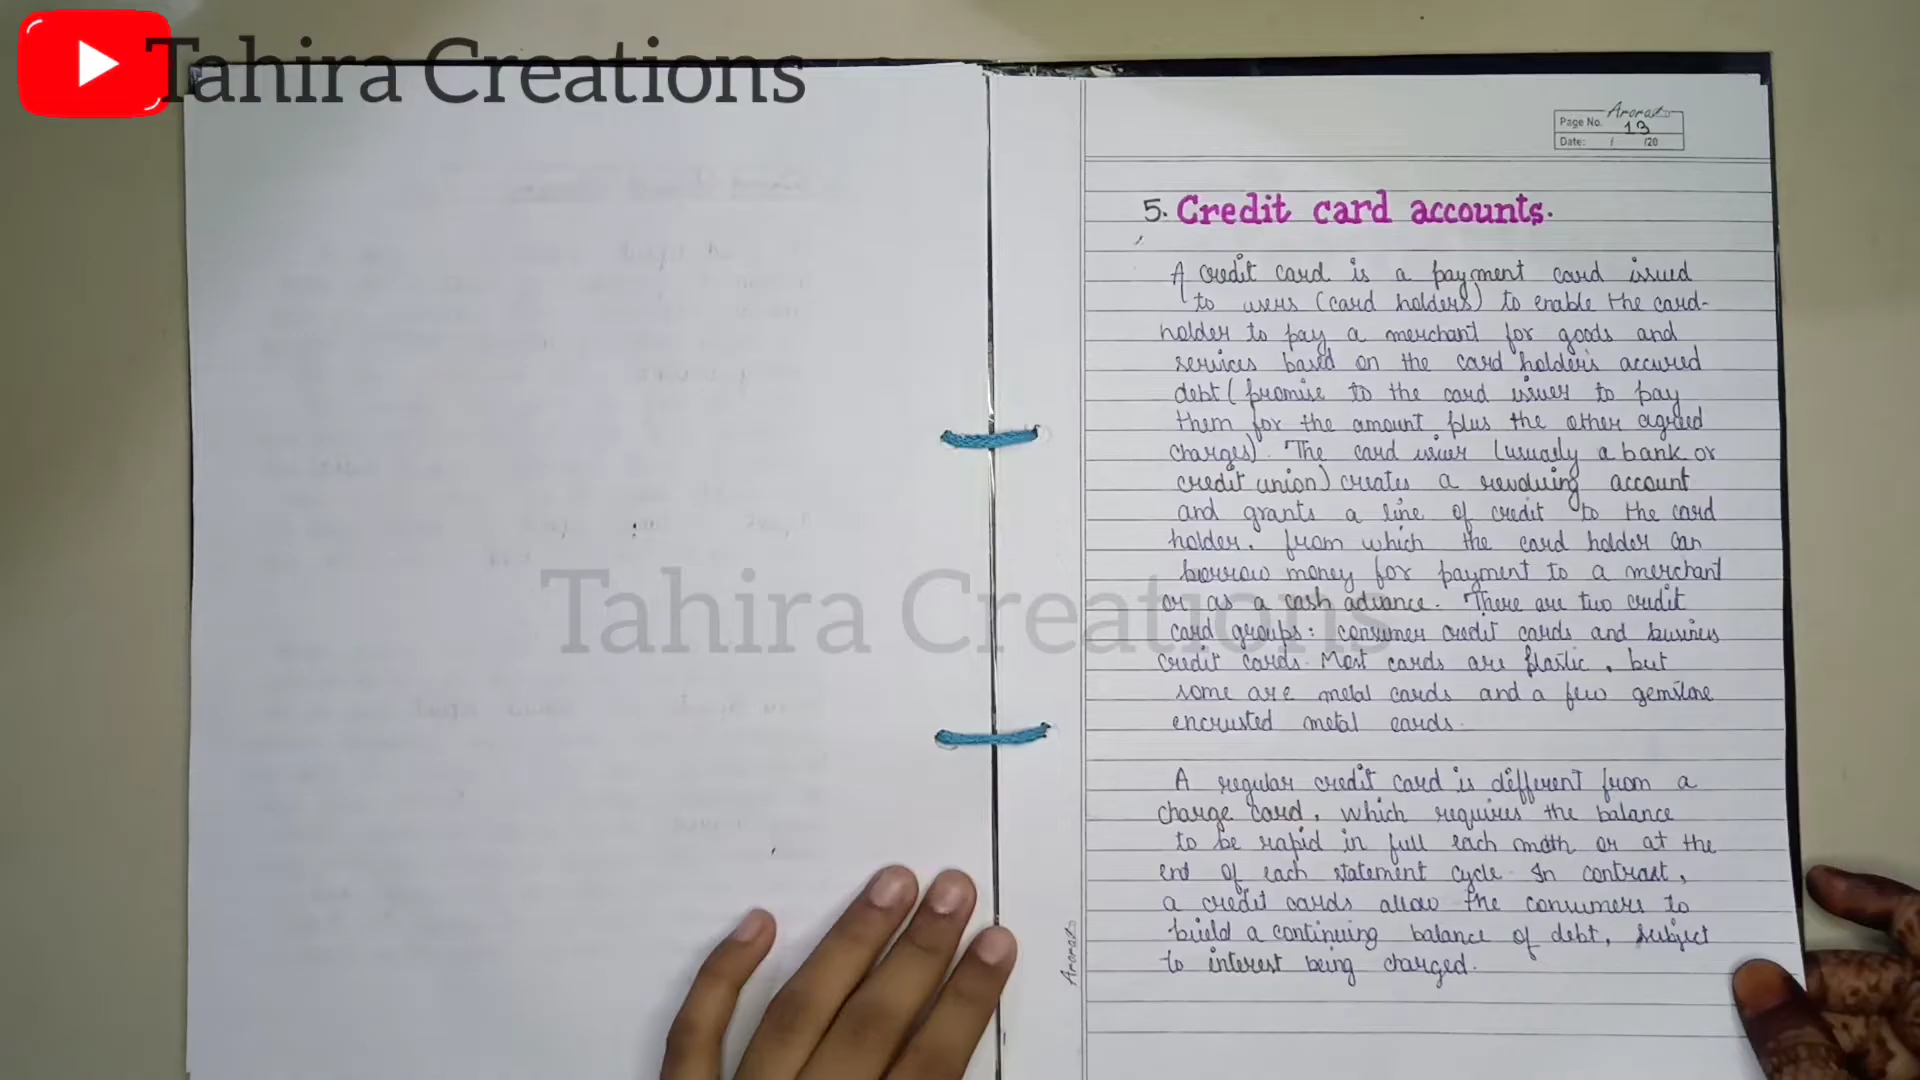 Tahira Creations
Aroraz
Page No. 13
Date: / /20
5. Credit card accounts.
A credit card is a payment card issued
to users (card holders) to enable the card-
holder to pay a merchant for goods and
services based on the card holder's accured
debt (promise to the card issuer to pay
them for the amount plus the other agreed
charges). The card issuer (usually a bank or
credit union) creates a revolving account
and grants a line of credit to the card
holder. from which the card holder can
borrow money for payment to a merchant
or as a cash advance. There are two credit
card groups: consumer credit cards and busines
credit cards. Most cards are plastic, but
some are metal cards and a few gemstone
encrusted metal cards.
A regular credit card is different from a
charge card, which requires the balance
to be rapid in full each moth or at the
end of each statement cycle. In contrast,
a credit cards allow the consumers to
build a continuing balance of debt, subject
to interest being charged.
Tahira Creations
Aroraz